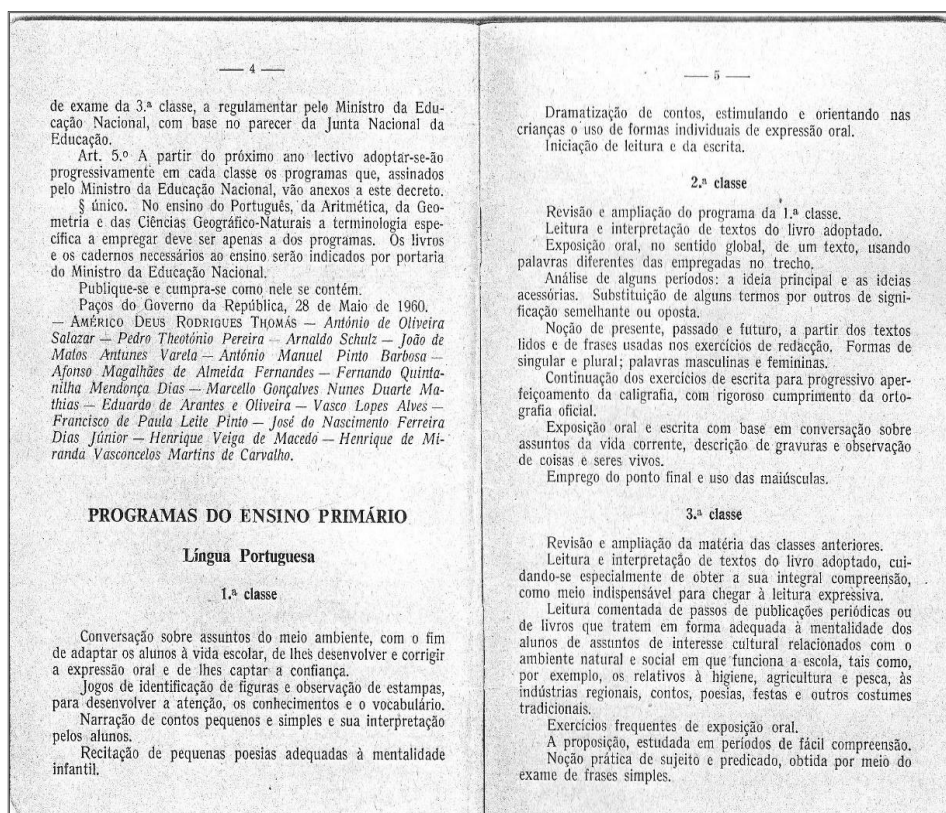 — 4 —
de exame da 3.ª classe, a regulamentar pelo Ministro da Edu-
cação Nacional, com base no parecer da Junta Nacional da
Educação.
Art. 5.º A partir do próximo ano lectivo adoptar-se-ão
progressivamente em cada classe os programas que, assinados
pelo Ministro da Educação Nacional, vão anexos a este decreto.
§ único. No ensino do Português, da Aritmética, da Geo-
metria e das Ciências Geográfico-Naturais a terminologia espe-
cífica a empregar deve ser apenas a dos programas. Os livros
e os cadernos necessários ao ensino serão indicados por portaria
do Ministro da Educação Nacional.
Publique-se e cumpra-se como nele se contém.
Paços do Governo da República, 28 de Maio de 1960.
— AMÉRICO DEUS RODRIGUES THOMÁS — António de Oliveira
Salazar — Pedro Theotónio Pereira — Arnaldo Schulz — João de
Matos Antunes Varela — António Manuel Pinto Barbosa —
Afonso Magalhães de Almeida Fernandes — Fernando Quinta-
nilha Mendonça Dias — Marcello Gonçalves Nunes Duarte Ma-
thias — Eduardo de Arantes e Oliveira — Vasco Lopes Alves —
Francisco de Paula Leite Pinto — José do Nascimento Ferreira
Dias Júnior — Henrique Veiga de Macedo — Henrique de Mi-
randa Vasconcelos Martins de Carvalho.
PROGRAMAS DO ENSINO PRIMÁRIO
Língua Portuguesa
1.ª classe
Conversação sobre assuntos do meio ambiente, com o fim
de adaptar os alunos à vida escolar, de lhes desenvolver e corrigir
a expressão oral e de lhes captar a confiança.
Jogos de identificação de figuras e observação de estampas,
para desenvolver a atenção, os conhecimentos e o vocabulário.
Narração de contos pequenos e simples e sua interpretação
pelos alunos.
Recitação de pequenas poesias adequadas à mentalidade
infantil.
— 5 —
Dramatização de contos, estimulando e orientando nas
crianças o uso de formas individuais de expressão oral.
Iniciação de leitura e da escrita.
2.ª classe
Revisão e ampliação do programa da 1.ª classe.
Leitura e interpretação de textos do livro adoptado.
Exposição oral, no sentido global, de um texto, usando
palavras diferentes das empregadas no trecho.
Análise de alguns períodos: a ideia principal e as ideias
acessórias. Substituição de alguns termos por outros de signi-
ficação semelhante ou oposta.
Noção de presente, passado e futuro, a partir dos textos
lidos e de frases usadas nos exercícios de redacção. Formas de
singular e plural; palavras masculinas e femininas.
Continuação dos exercícios de escrita para progressivo aper-
feiçoamento da caligrafia, com rigoroso cumprimento da orto-
grafia oficial.
Exposição oral e escrita com base em conversação sobre
assuntos da vida corrente, descrição de gravuras e observação
de coisas e seres vivos.
Emprego do ponto final e uso das maiúsculas.
3.ª classe
Revisão e ampliação da matéria das classes anteriores.
Leitura e interpretação de textos do livro adoptado, cui-
dando-se especialmente de obter a sua integral compreensão,
como meio indispensável para chegar à leitura expressiva.
Leitura comentada de passos de publicações periódicas ou
de livros que tratem em forma adequada à mentalidade dos
alunos de assuntos de interesse cultural relacionados com o
ambiente natural e social em que funciona a escola, tais como,
por exemplo, os relativos à higiene, agricultura e pesca, às
indústrias regionais, contos, poesias, festas e outros costumes
tradicionais.
Exercícios frequentes de exposição oral.
A proposição, estudada em períodos de fácil compreensão.
Noção prática de sujeito e predicado, obtida por meio do
exame de frases simples.